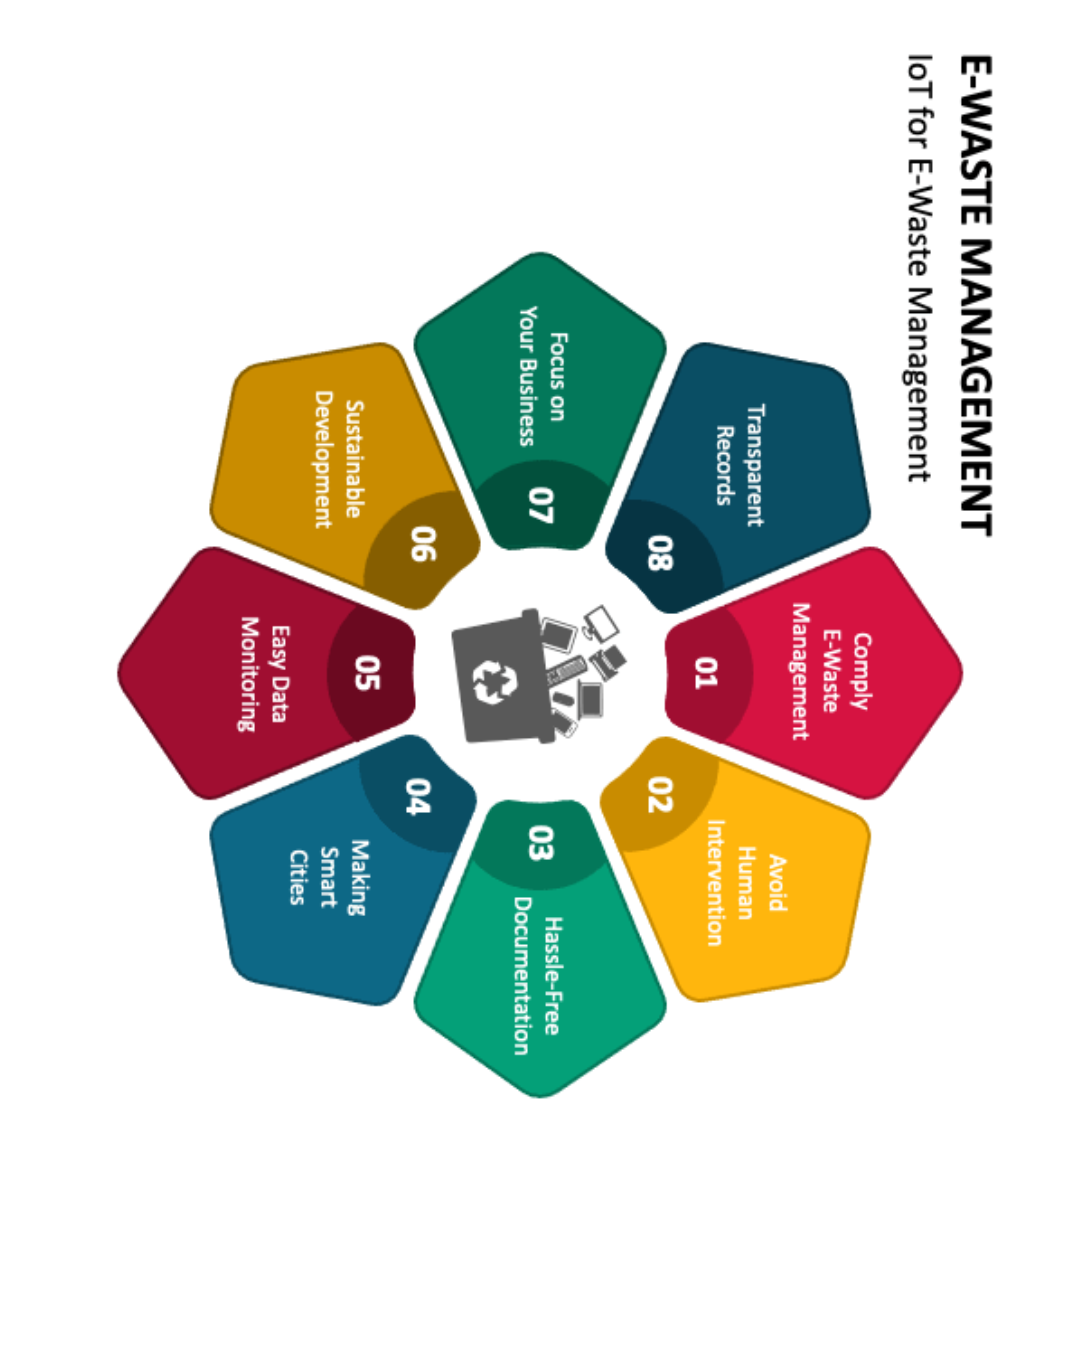 E-WASTE MANAGEMENT
IoT for E-Waste Management
01
Comply
E-Waste
Management
02
Avoid
Human
Intervention
03
Hassle-Free
Documentation
04
Making
Smart
Cities
05
Easy Data
Monitoring
06
Sustainable
Development
07
Focus on
Your Business
08
Transparent
Records